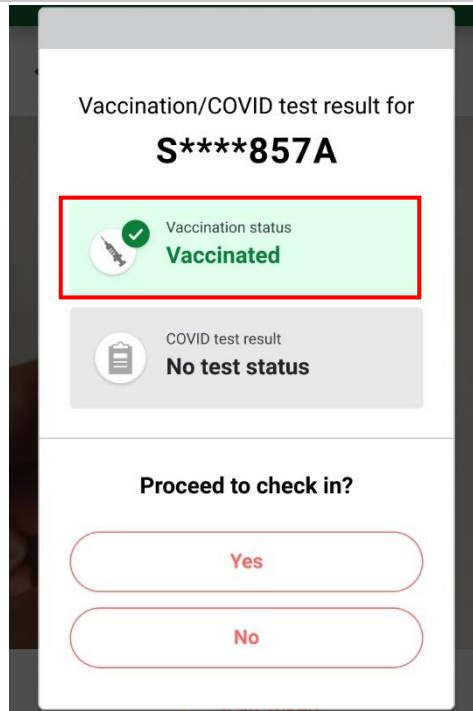 Vaccination/COVID test result for
S****857A
Vaccination status
Vaccinated
COVID test result
No test status
Proceed to check in?
Yes
No